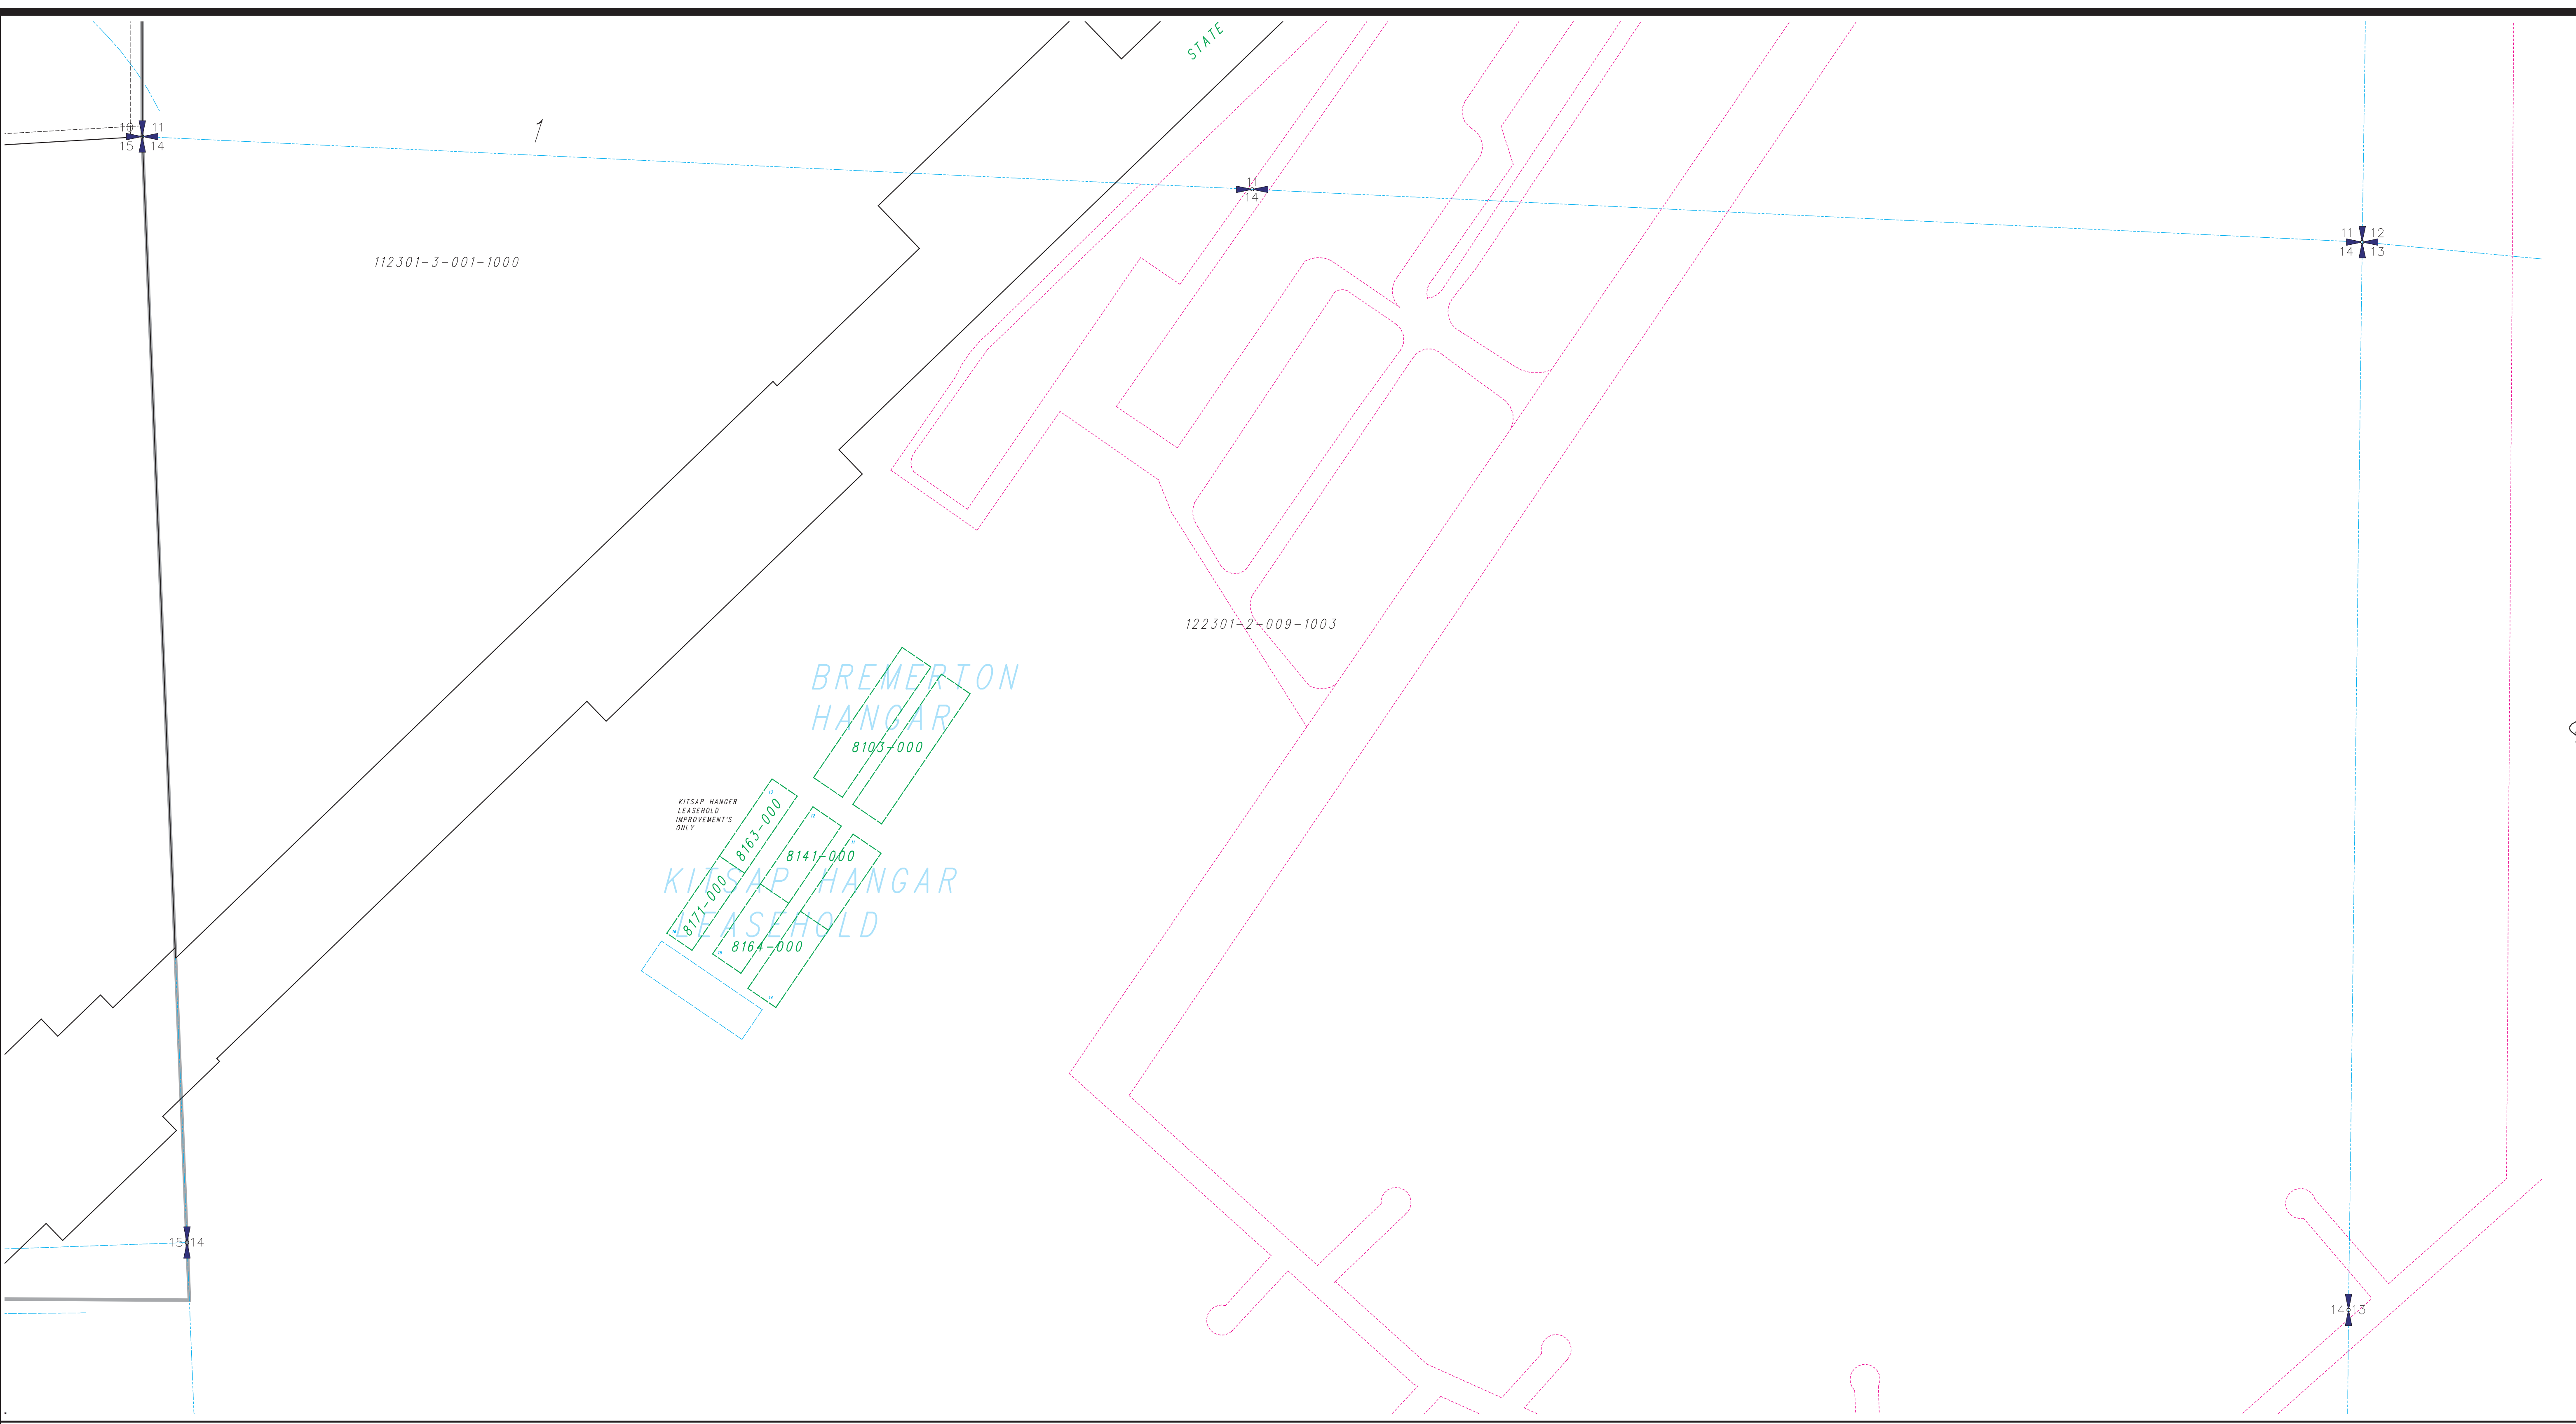 STATE
10 11
15 14
1
11
14
11 12
14 13
112301-3-001-1000
122301-2-009-1003
BREMERTON
HANGAR
8103-000
KITSAP HANGER
LEASEHOLD
IMPROVEMENT'S
ONLY
8163-000
8141-000
KITSAP HANGAR
8171-000
LEASEHOLD
8164-000
15 14
14 13